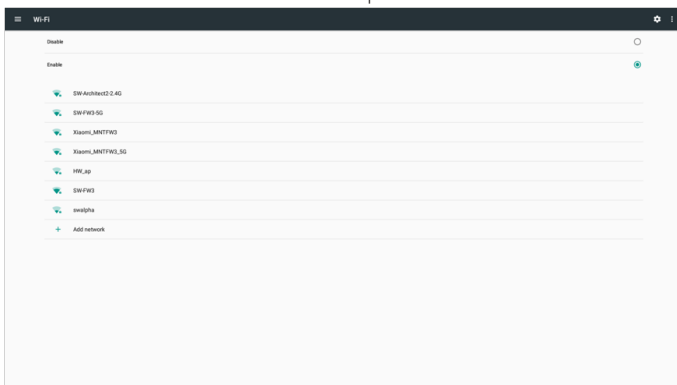 Wi-Fi
Disable
Enable
SW-Architect2-2.4G
SW-FW3-5G
Xiaomi_MNTFW3
Xiaomi_MNTFW3_5G
HW_ap
SW-FW3
swalpha
Add network